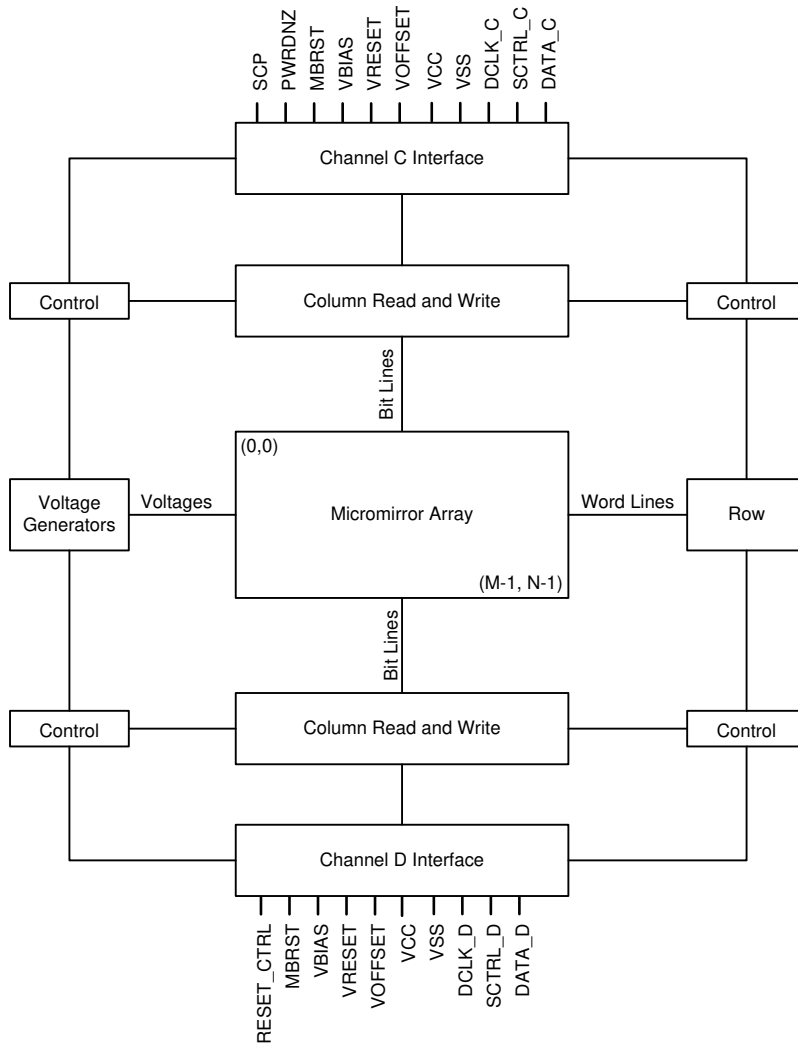 SCP
PWRDNZ
MBRST
VBIAS
VRESET
VOFFSET
VCC
VSS
DCLK_C
SCTRL_C
DATA_C
Channel C Interface
Control
Column Read and Write
Control
Bit Lines
(0,0)
Voltage
Generators
Voltages
Micromirror Array
Word Lines
Row
(M-1, N-1)
Bit Lines
Control
Column Read and Write
Control
Channel D Interface
RESET_CTRL
MBRST
VBIAS
VRESET
VOFFSET
VCC
VSS
DCLK_D
SCTRL_D
DATA_D